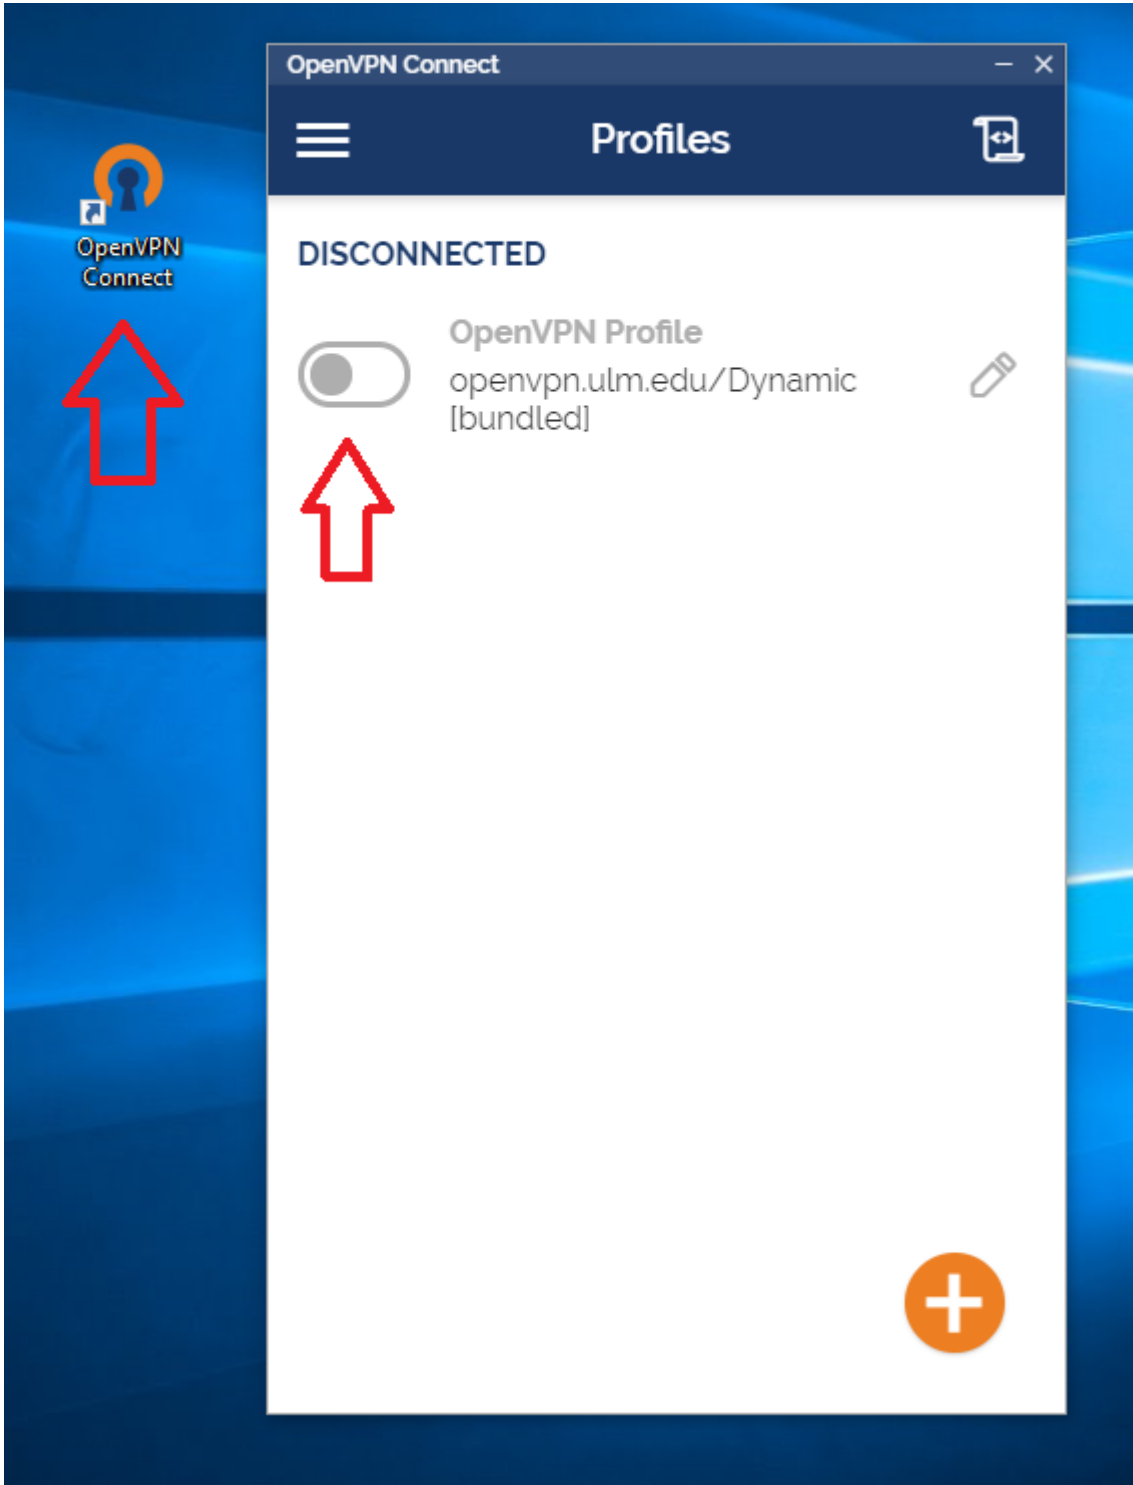 OpenVPN Connect
Profiles
OpenVPN
Connect
DISCONNECTED
OpenVPN Profile
openvpn.ulm.edu/Dynamic
[bundled]